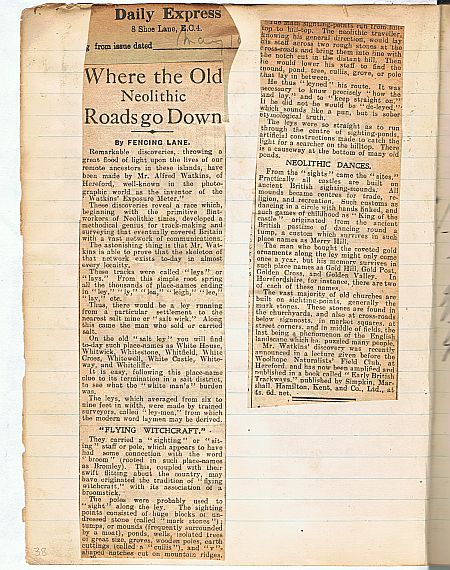 Daily Express
8 Shoe Lane, E.C.4.
g from issue dated
Where the Old
Neolithic
Roads go Down
By FENCING LANE.
Remarkable discoveries, throwing a
great flood of light upon the lives of our
remote ancestors in these islands, have
been made by Mr. Alfred Watkins, of
Hereford, well-known in the photo-
graphic world as the inventor of the
"Watkins' Exposure Meter."
These discoveries reveal a race which,
beginning with the primitive flint-
workers of Neolithic times, developed a
methodical genius for track-making and
surveying that eventually covered Britain
with a vast network of communications.
The astonishing thing is that Mr. Wat-
kins is able to prove that the indication of
that network exists to-day in almost
every locality.
These tracks were called "leys" or
"lays." From this simple root spring
all the thousands of place-names ending
in "ley," "ly," "lea," "leigh," "lee,"
"lay," etc.
Thus, there would be a ley running
from a particular settlement to the
nearest salt mine or "salt wich." Along
this came the man who sold or carried
salt.
On the old "salt ley" you will find
to-day such place-names as White House,
Whitwick, Whitestone, Whitfield, White
Cross, Whitewell, While Castle, White-
way, and Whitcliffe.
It is easy, following this place-name
clue to its termination in a salt district,
to see what the "white man's" burden
was.
The leys, which averaged from six to
nine feet in width, were made by trained
surveyors, called "ley-men," from which
the modern word laymen may be derived.
"FLYING WITCHCRAFT."
They carried a "sighting" or "sit-
ing" staff or pole, which appears to have
had some connection with the word
"broom" (rooted in such place-names
as Bromley). This, coupled with their
swift flitting about the country, may
have originated the tradition of "flying
witchcraft," with its association of a
broomstick.
The poles were probably used to
"sight" along the ley. The sighting
points consisted of huge blocks of un-
dressed stone (called "mark stones");
tumps, or mounds (frequently surrounded
by a moat), ponds, wells, isolated trees
of great size, groves, wooden poles, earth
cuttings (called a "cullis"), and "v"-
shaped notches cut on mountain ridges.
The main sighting-points run from hill-
top to hill-top. The neolithic traveller,
knowing his general direction, would try
his staff across two rough stones at the
cross-roads and bring them into line with
the notch cut in the distant hill. Then
he would lower his staff to find the
mound, pond, tree, cullis, grove, or pole
that lay in between.
He thus "kyned" his route. It was
necessary to know precisely "how the
land lay," and to "keep straight on."
If he did not he would be "de-leyed"—
which sounds like a pun, but is sober
etymological truth.
The leys were so straight as to run
through the centre of sighting-ponds,
artificial constructions made to catch the
light for a searcher on the hilltop. There
is a causeway at the bottom of many old
ponds.
NEOLITHIC DANCES.
From the "sights" came the "sites."
Practically all castles are built on
ancient British sighting-mounds. All
mounds became centres for trade, re-
ligion, and recreation. Such customs as
dancing in a circle with hands linked, and
such games of childhood as "King of the
castle" originated from the ancient
British pastime of dancing round a
tump, a custom which survives in such
place names as Merry Hill.
The man who bought the coveted gold
ornaments along the ley might only come
once a year, but his memory survives in
such place names as Gold Hill, Gold Post,
Golden Cross, and Golden Valley. In
Herefordshire, for instance, there are two
of each of these names.
The vast majority of old churches are
built on sighting-points, generally the
mark stones. These stones are found in
the churchyards, and also at cross-roads
below signposts, in market squares, at
street corners, and in middle of fields, the
last being a phenomenon of the English
landscape which has puzzled many people.
Mr. Watkins' discovery was recently
announced in a lecture given before the
Woolhope Naturalists' Field Club, at
Hereford, and has now been amplified and
published in a book called "Early British
Trackways," published by Simpkin, Mar-
shall, Hamilton, Kent, and Co., Ltd., at
4s. 6d. net.
38